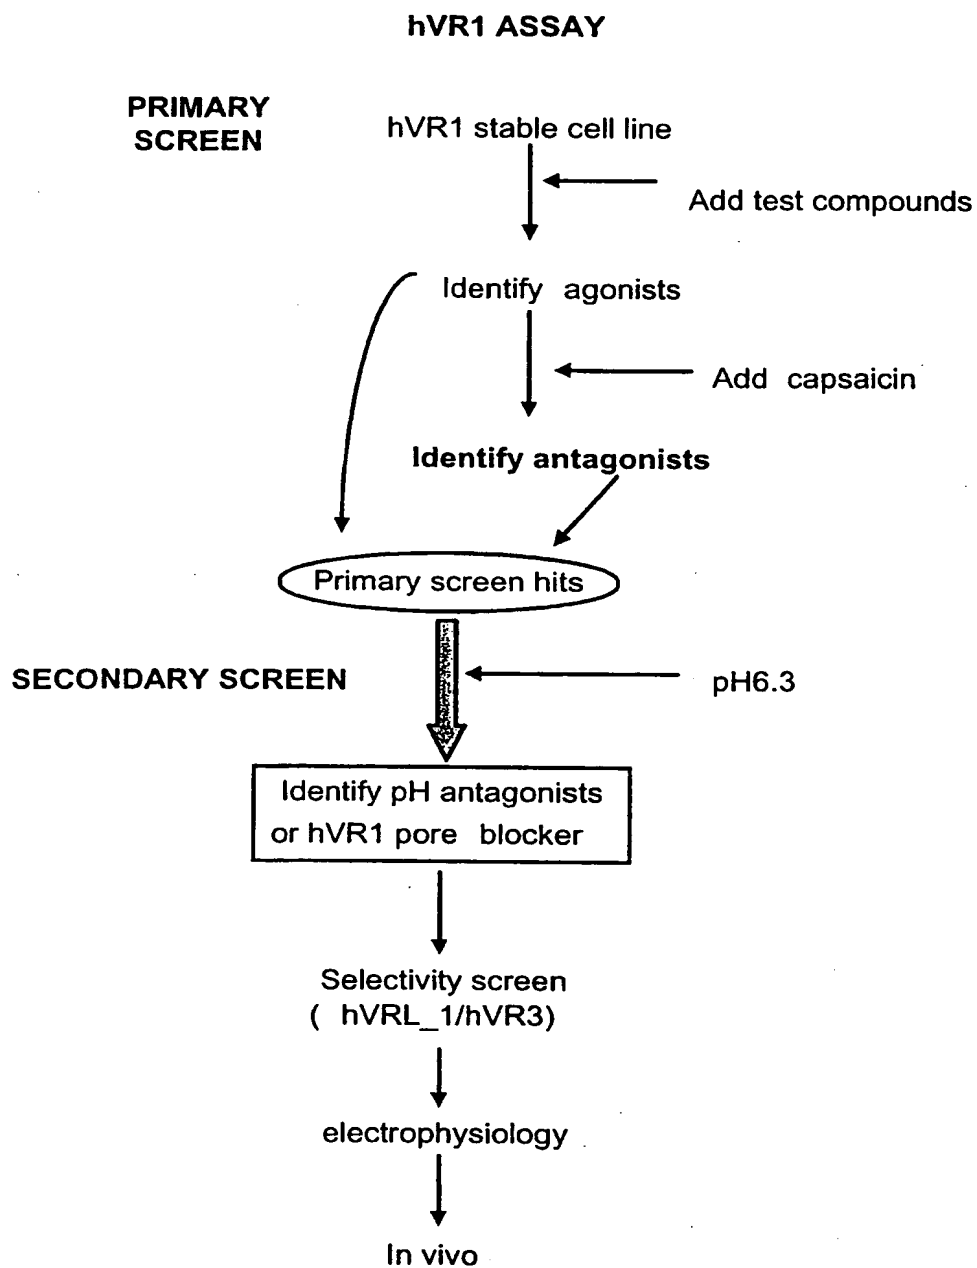 hVR1 ASSAY
PRIMARY
SCREEN
hVR1 stable cell line
Add test compounds
Identify agonists
Add capsaicin
Identify antagonists
Primary screen hits
SECONDARY SCREEN
pH6.3
Identify pH antagonists
or hVR1 pore blocker
Selectivity screen
( hVRL_1/hVR3)
electrophysiology
In vivo